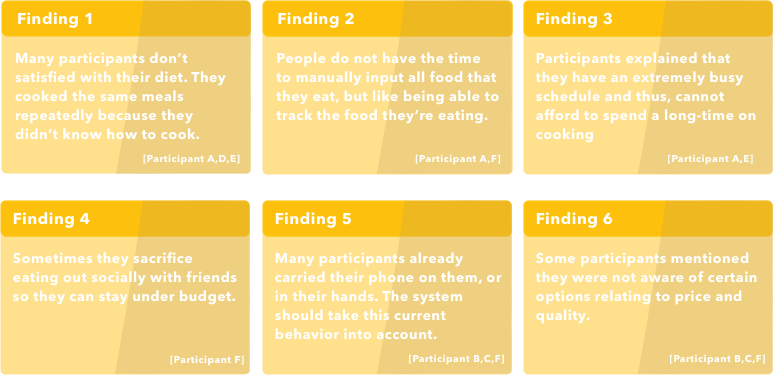 Finding 1
Many participants don't
satisfied with their diet. They
cooked the same meals
repeatedly because they
didn't know how to cook.
[Participant A,D,E]
Finding 2
People do not have the time
to manually input all food that
they eat, but like being able to
track the food they're eating.
[Participant A,F]
Finding 3
Participants explained that
they have an extremely busy
schedule and thus, cannot
afford to spend a long-time on
cooking
[Participant A,E]
Finding 4
Sometimes they sacrifice
eating out socially with friends
so they can stay under budget.
[Participant F]
Finding 5
Many participants already
carried their phone on them, or
in their hands. The system
should take this current
behavior into account.
[Participant B,C,F]
Finding 6
Some participants mentioned
they were not aware of certain
options relating to price and
quality.
[Participant B,C,F]